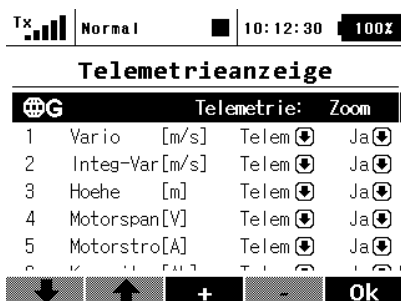 Tx Normal 10:12:30 100%
Telemetrieanzeige
G Telemetrie: Zoom
1 Vario [m/s] Telem Ja
2 Integ-Var[m/s] Telem Ja
3 Hoehe [m] Telem Ja
4 Motorspan[V] Telem Ja
5 Motorstro[A] Telem Ja
+ - Ok